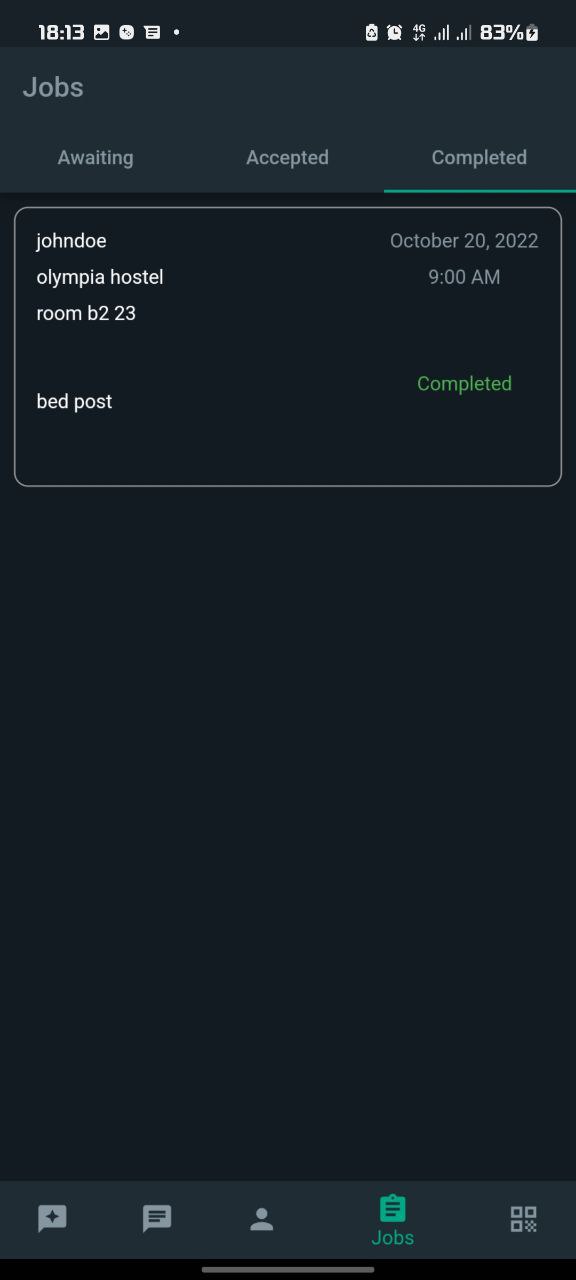 18:13 4G 83%
Jobs
Awaiting Accepted Completed
johndoe October 20, 2022
olympia hostel 9:00 AM
room b2 23
Completed
bed post
Jobs